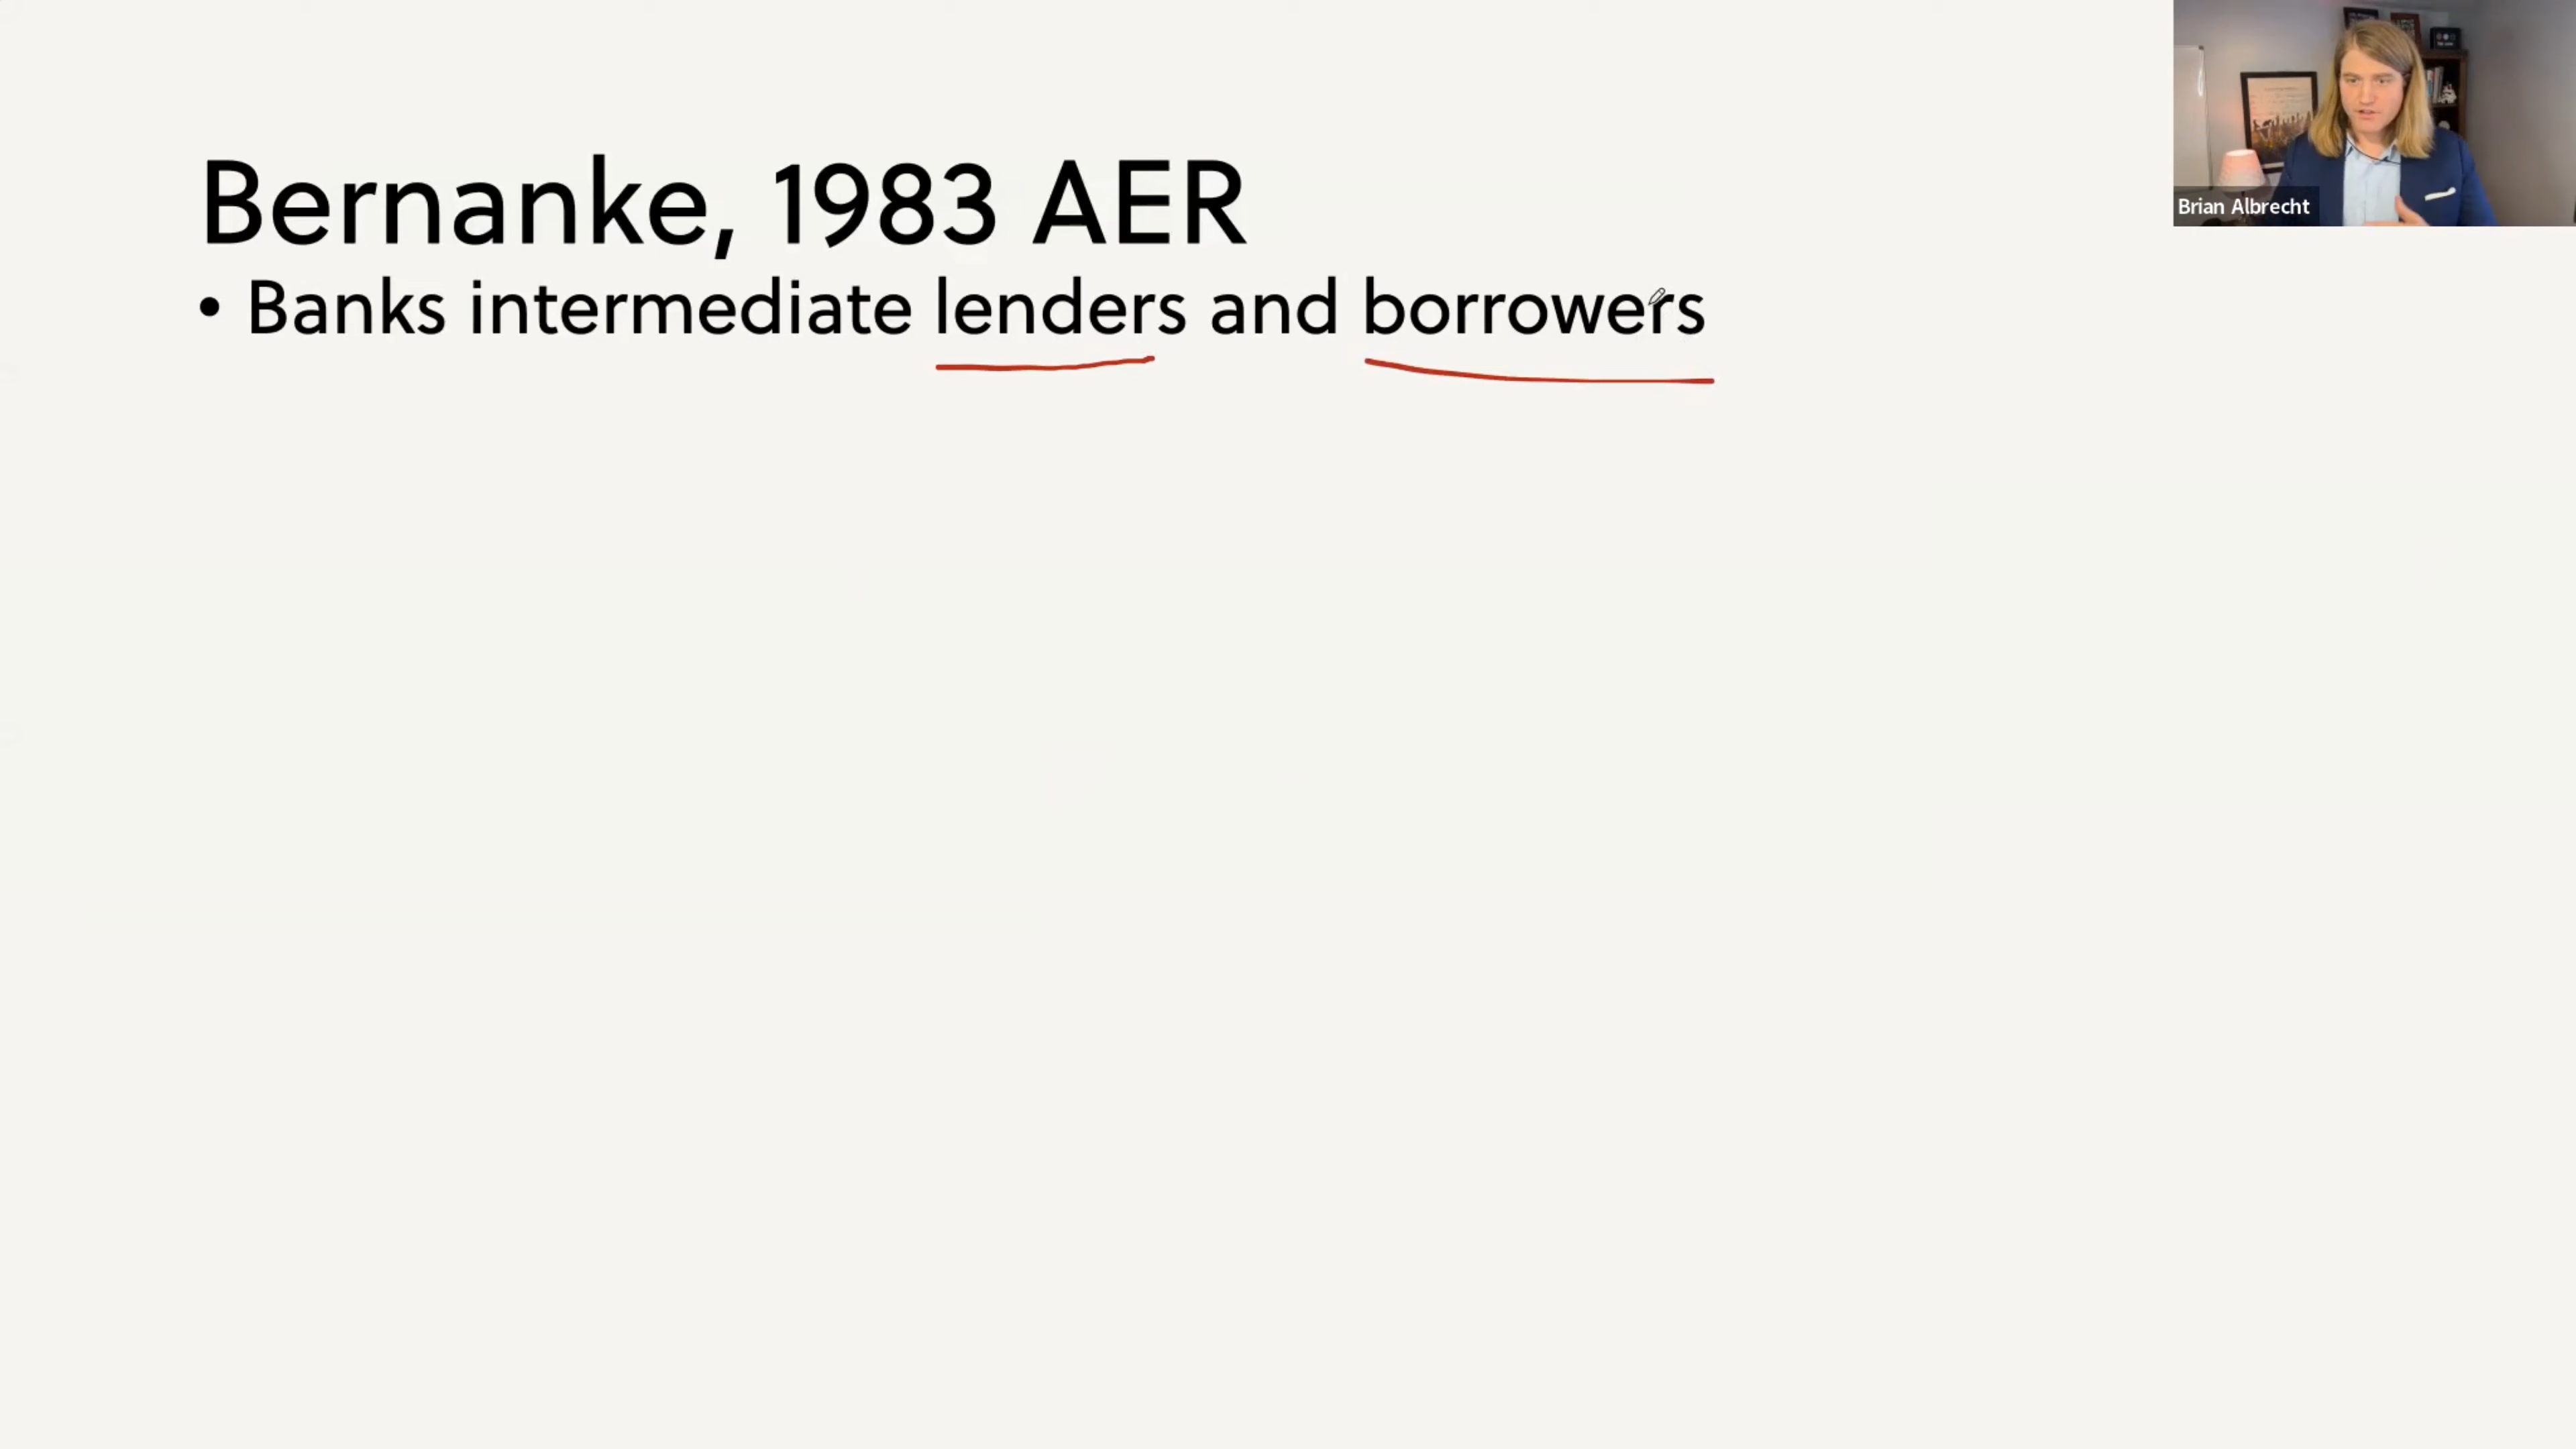 Bernanke, 1983 AER
• Banks intermediate lenders and borrowers
Brian Albrecht